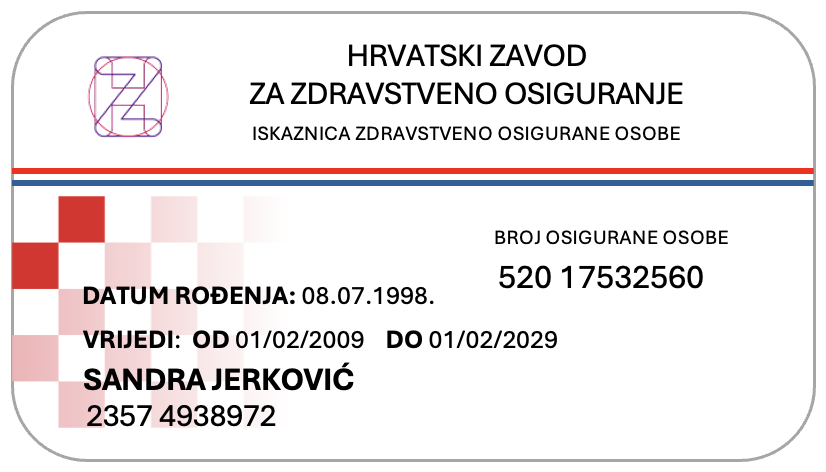 HRVATSKI ZAVOD
ZA ZDRAVSTVENO OSIGURANJE
ISKAZNICA ZDRAVSTVENO OSIGURANE OSOBE
BROJ OSIGURANE OSOBE
520 17532560
DATUM ROĐENJA: 08.07.1998.
VRIJEDI: OD 01/02/2009 DO 01/02/2029
SANDRA JERKOVIĆ
2357 4938972